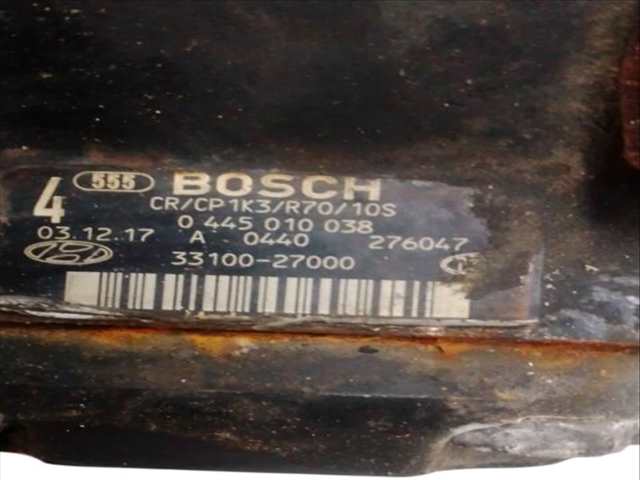 4 555 BOSCH
CR/CP1K3/R70/10S
0 445 010 038
03.12.17 A 0440 276047
33100-27000